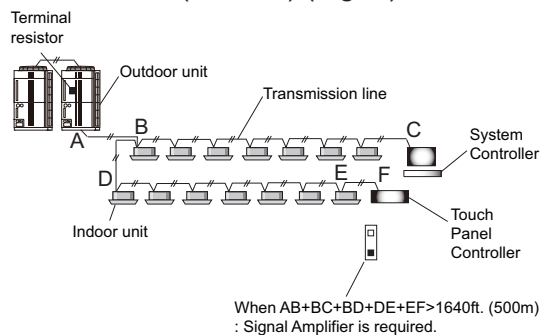 Terminal
resistor
Outdoor unit
Transmission line
A
B
C
System
Controller
D
E
F
Indoor unit
Touch
Panel
Controller
When AB+BC+BD+DE+EF>1640ft. (500m)
: Signal Amplifier is required.